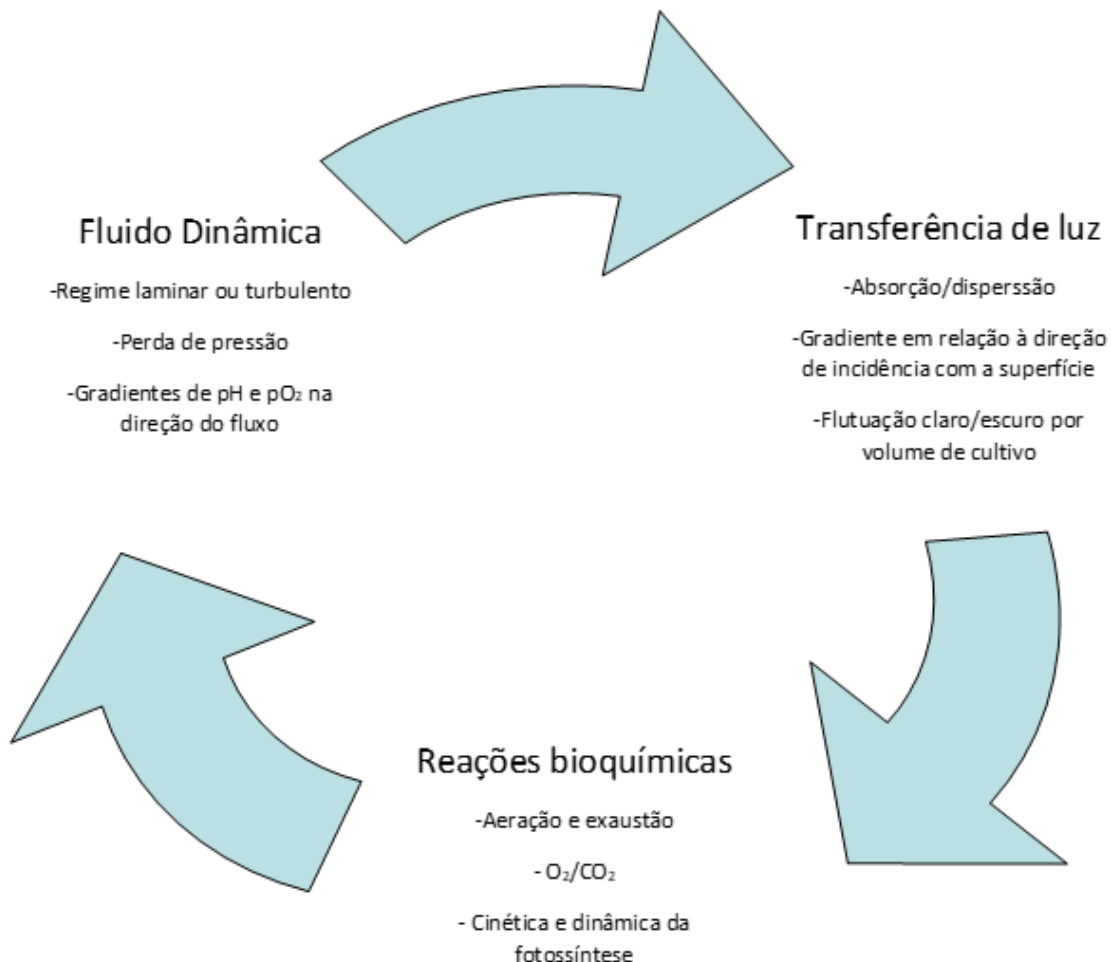 Fluido Dinâmica
-Regime laminar ou turbulento
-Perda de pressão
-Gradientes de pH e pO₂ na
direção do fluxo
Transferência de luz
-Absorção/disperssão
-Gradiente em relação à direção
de incidência com a superfície
-Flutuação claro/escuro por
volume de cultivo
Reações bioquímicas
-Aeração e exaustão
- O₂/CO₂
- Cinética e dinâmica da
fotossíntese